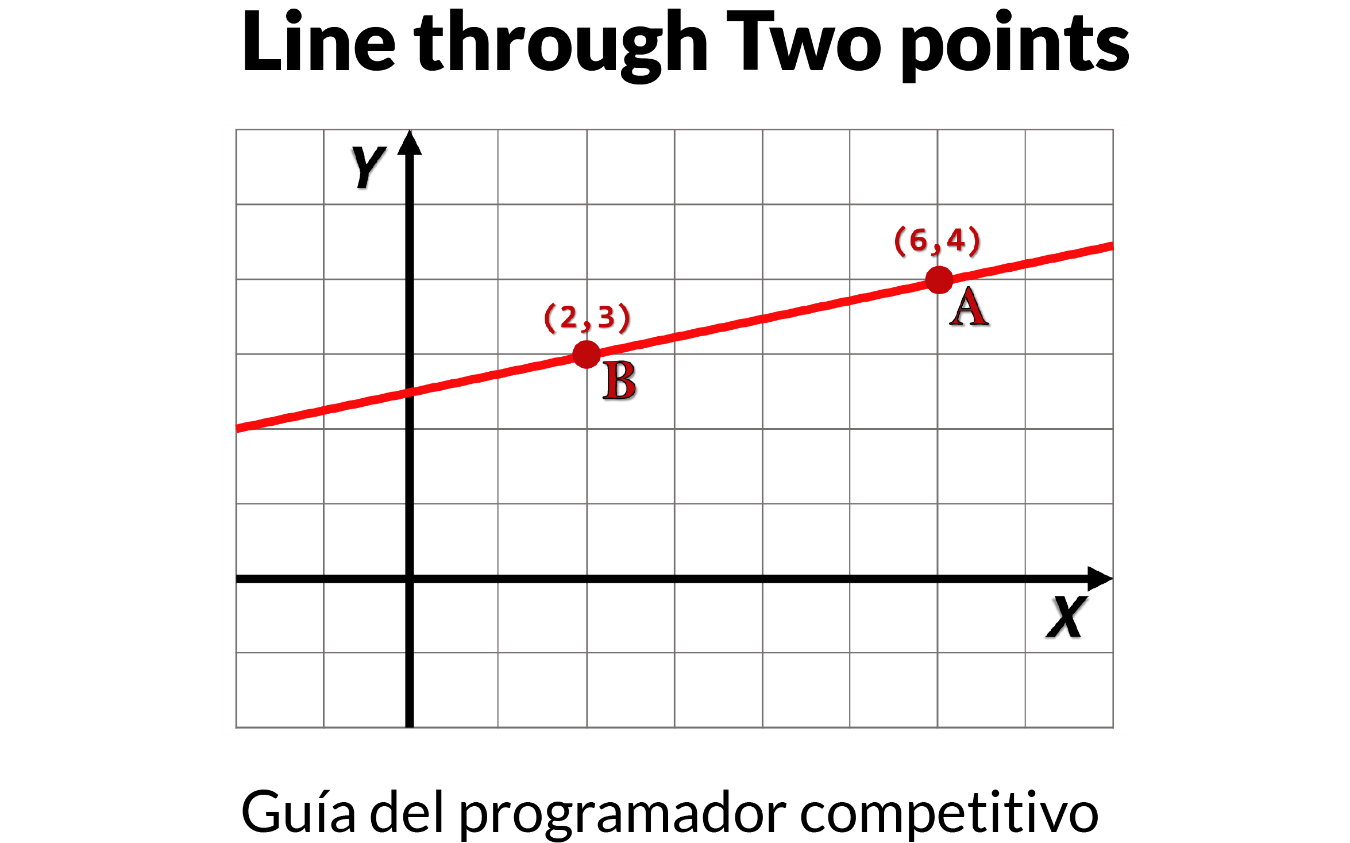 Line through Two points
Y
(6,4)
A
(2,3)
B
X
Guía del programador competitivo